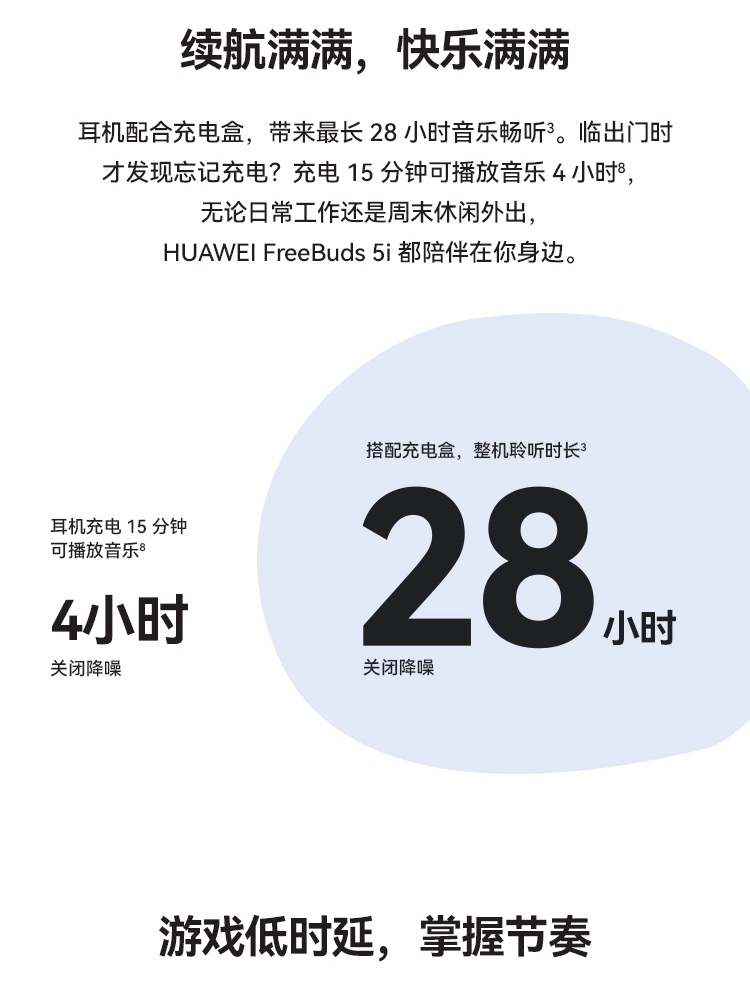 续航满满，快乐满满
耳机配合充电盒，带来最长 28 小时音乐畅听³。临出门时
才发现忘记充电？充电 15 分钟可播放音乐 4 小时⁸，
无论日常工作还是周末休闲外出，
HUAWEI FreeBuds 5i 都陪伴在你身边。
搭配充电盒，整机聆听时长³
28小时
关闭降噪
耳机充电 15 分钟
可播放音乐⁸
4小时
关闭降噪
游戏低时延，掌握节奏